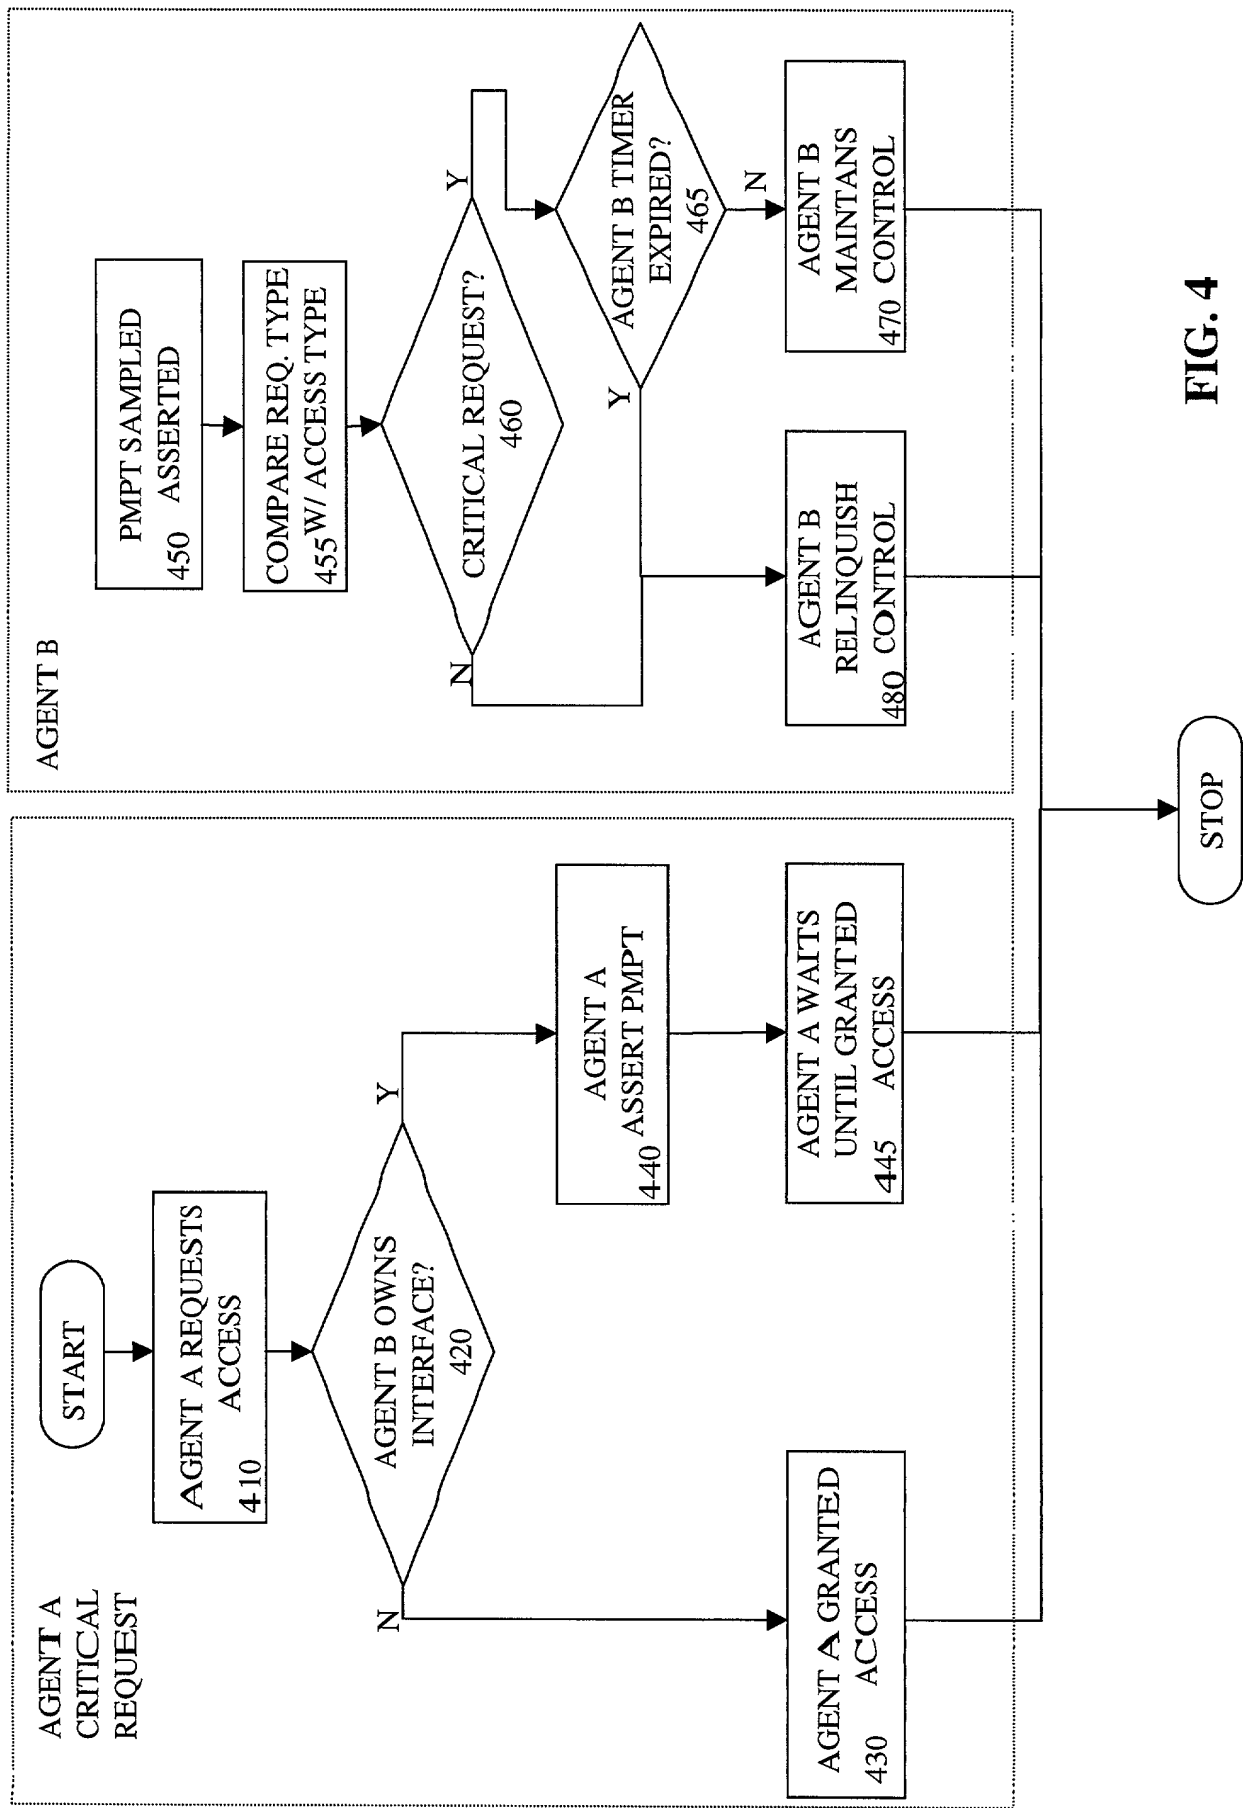 AGENT A
CRITICAL
REQUEST
START
AGENT A REQUESTS
ACCESS
410
AGENT B OWNS
INTERFACE?
420
N
Y
AGENT A GRANTED
ACCESS
430
AGENT A
ASSERT PMPT
440
AGENT A WAITS
UNTIL GRANTED
445 ACCESS
AGENT B
PMPT SAMPLED
450 ASSERTED
COMPARE REQ. TYPE
455 W/ ACCESS TYPE
CRITICAL REQUEST?
460
N
Y
AGENT B TIMER
EXPIRED?
465
Y
N
AGENT B
RELINQUISH
480 CONTROL
AGENT B
MAINTANS
470 CONTROL
STOP
FIG. 4